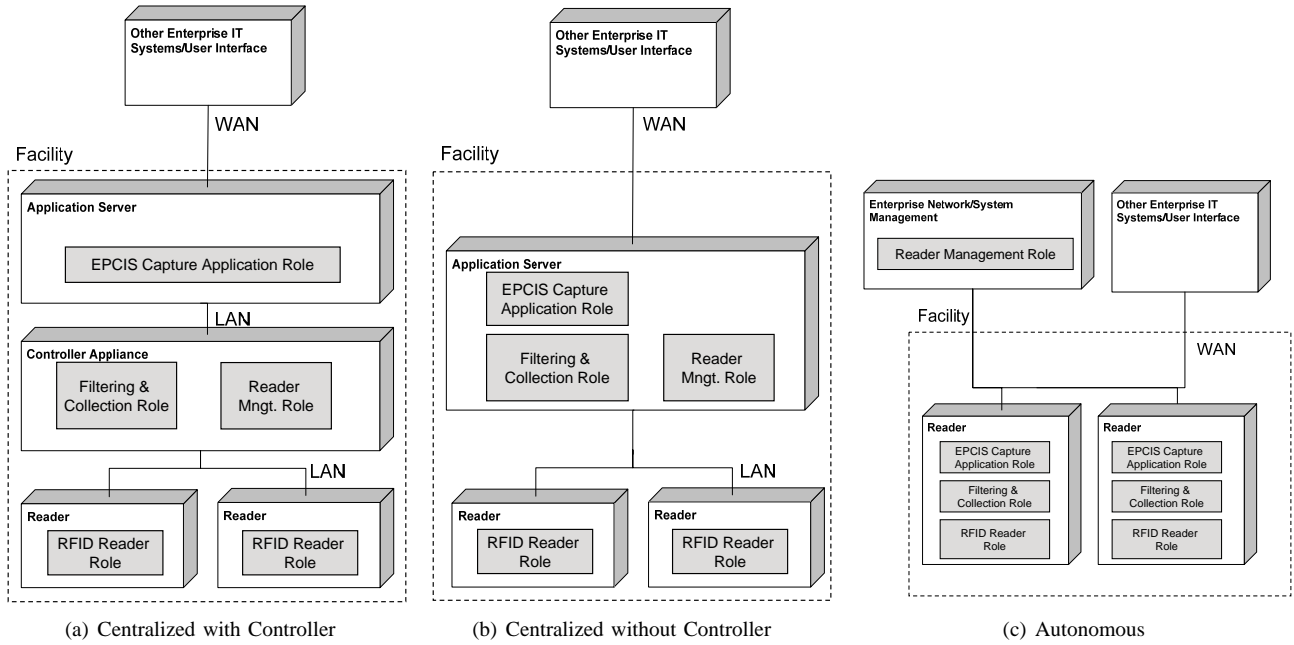 Other Enterprise IT
Systems/User Interface
WAN
Facility
Application Server
EPCIS Capture Application Role
LAN
Controller Appliance
Filtering &
Collection Role
Reader
Mngt. Role
LAN
Reader
RFID Reader
Role
Reader
RFID Reader
Role
(a) Centralized with Controller
Other Enterprise IT
Systems/User Interface
WAN
Facility
Application Server
EPCIS Capture
Application Role
Filtering &
Collection Role
Reader
Mngt. Role
LAN
Reader
RFID Reader
Role
Reader
RFID Reader
Role
(b) Centralized without Controller
Enterprise Network/System
Management
Reader Management Role
Other Enterprise IT
Systems/User Interface
Facility
WAN
Reader
EPCIS Capture
Application Role
Filtering &
Collection Role
RFID Reader
Role
Reader
EPCIS Capture
Application Role
Filtering &
Collection Role
RFID Reader
Role
(c) Autonomous